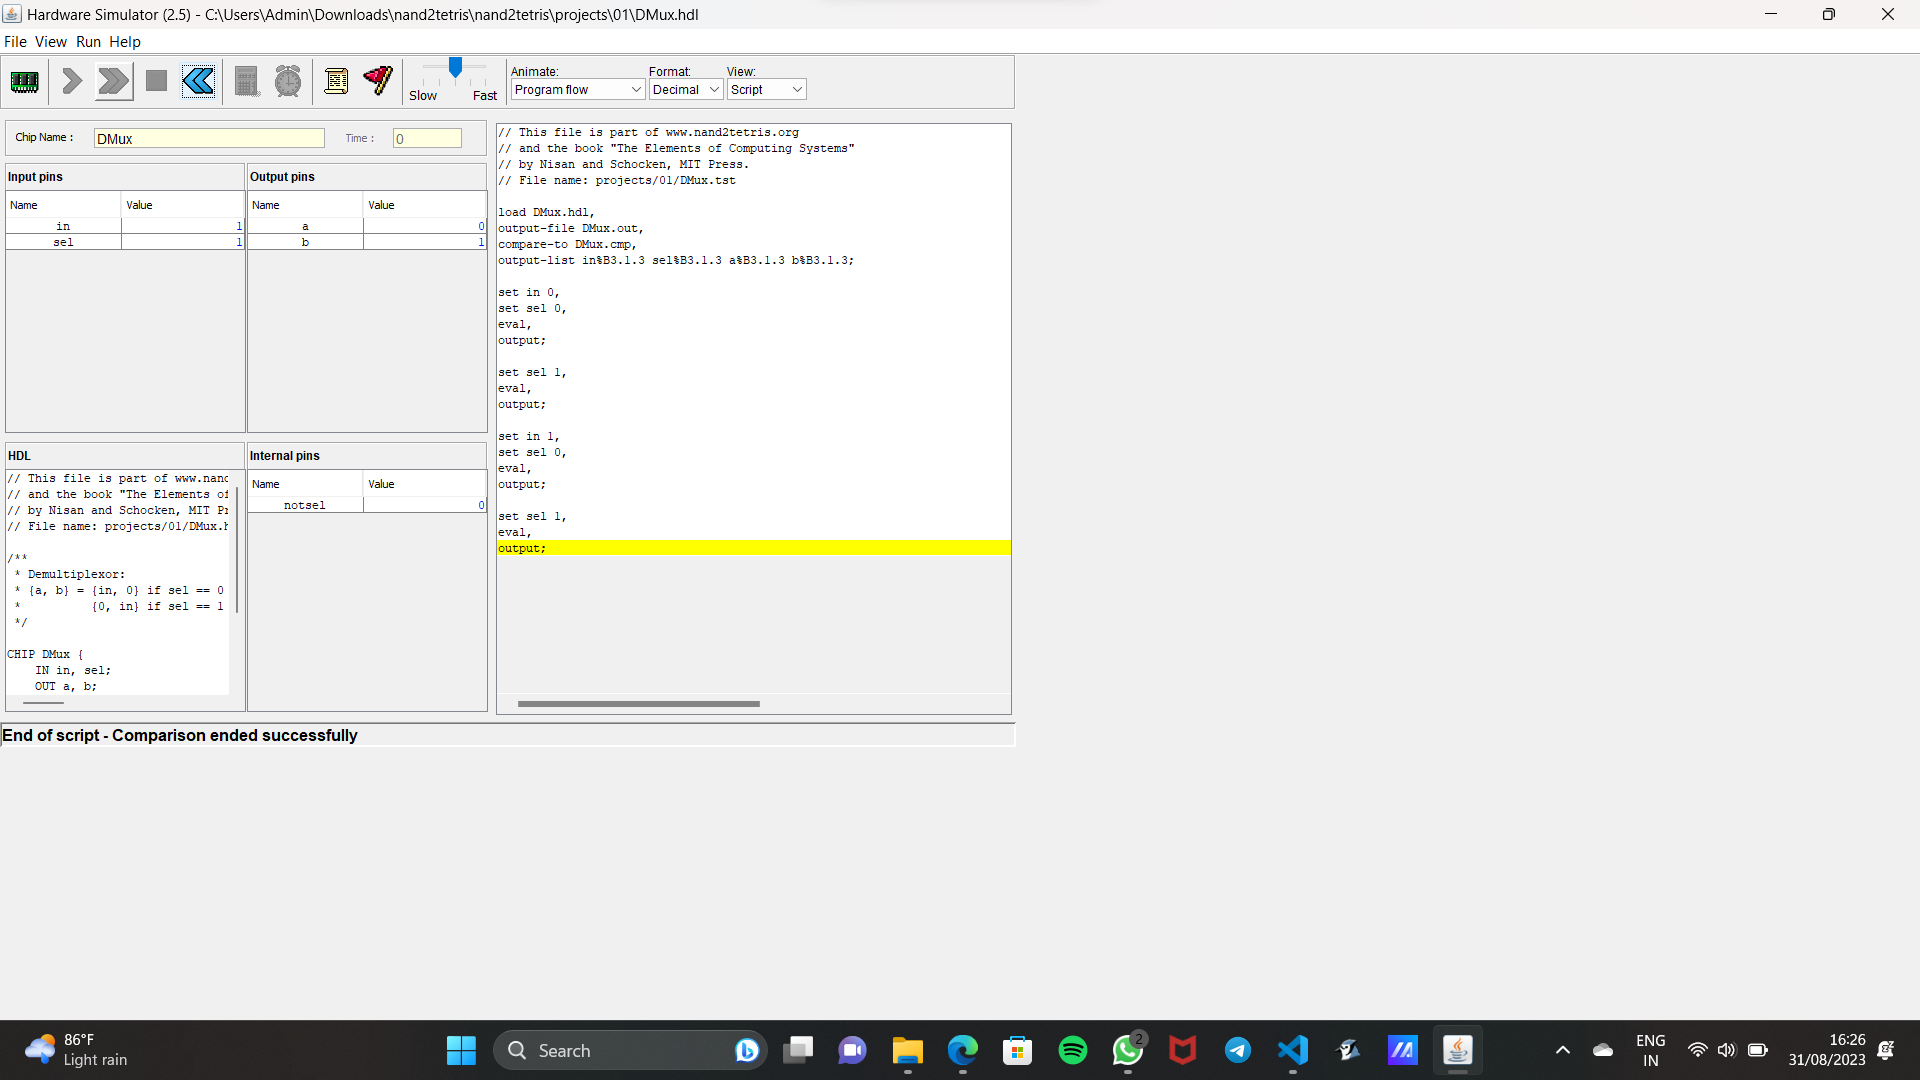 Hardware Simulator (2.5) - C:\Users\Admin\Downloads\nand2tetris\nand2tetris\projects\01\DMux.hdl
File View Run Help
Slow Fast
Animate:
Program flow
Format:
Decimal
View:
Script
Chip Name :
DMux
Time :
0
Input pins
Name Value
in 1
sel 1
Output pins
Name Value
a 0
b 1
HDL
// This file is part of www.nand
// and the book "The Elements of
// by Nisan and Schocken, MIT Pr
// File name: projects/01/DMux.h
/**
* Demultiplexor:
* {a, b} = {in, 0} if sel == 0
* {0, in} if sel == 1
*/
CHIP DMux {
IN in, sel;
OUT a, b;
Internal pins
Name Value
notsel 0
// This file is part of www.nand2tetris.org
// and the book "The Elements of Computing Systems"
// by Nisan and Schocken, MIT Press.
// File name: projects/01/DMux.tst
load DMux.hdl,
output-file DMux.out,
compare-to DMux.cmp,
output-list in%B3.1.3 sel%B3.1.3 a%B3.1.3 b%B3.1.3;
set in 0,
set sel 0,
eval,
output;
set sel 1,
eval,
output;
set in 1,
set sel 0,
eval,
output;
set sel 1,
eval,
output;
End of script - Comparison ended successfully
86°F
Light rain
Search
2
ENG
IN
16:26
31/08/2023